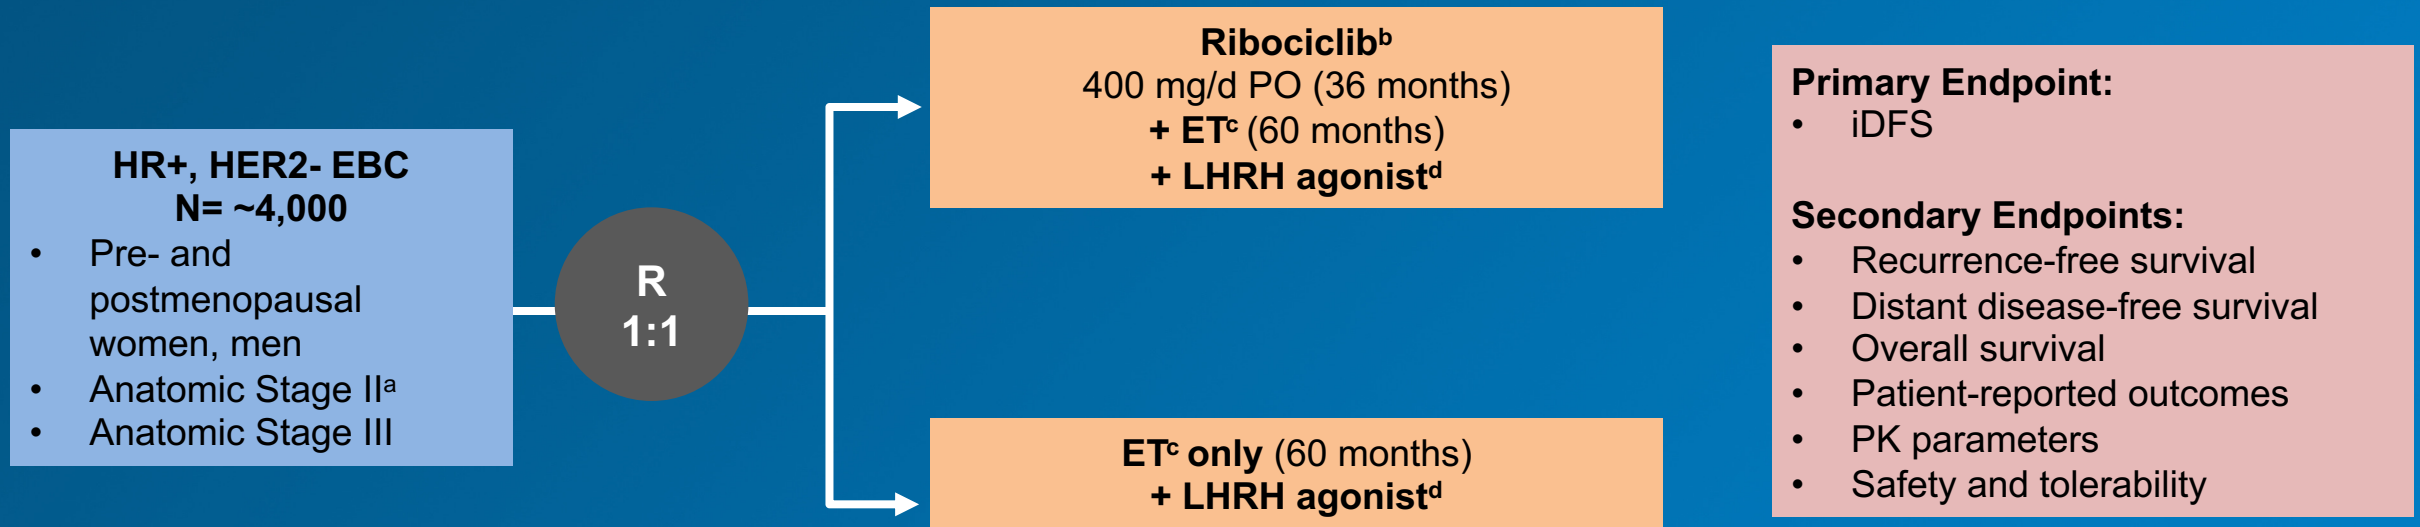 HR+, HER2- EBC
N= ~4,000
• Pre- and
postmenopausal
women, men
• Anatomic Stage IIᵃ
• Anatomic Stage III
R
1:1
Ribociclibᵇ
400 mg/d PO (36 months)
+ ETᶜ (60 months)
+ LHRH agonistᵈ
ETᶜ only (60 months)
+ LHRH agonistᵈ
Primary Endpoint:
• iDFS
Secondary Endpoints:
• Recurrence-free survival
• Distant disease-free survival
• Overall survival
• Patient-reported outcomes
• PK parameters
• Safety and tolerability